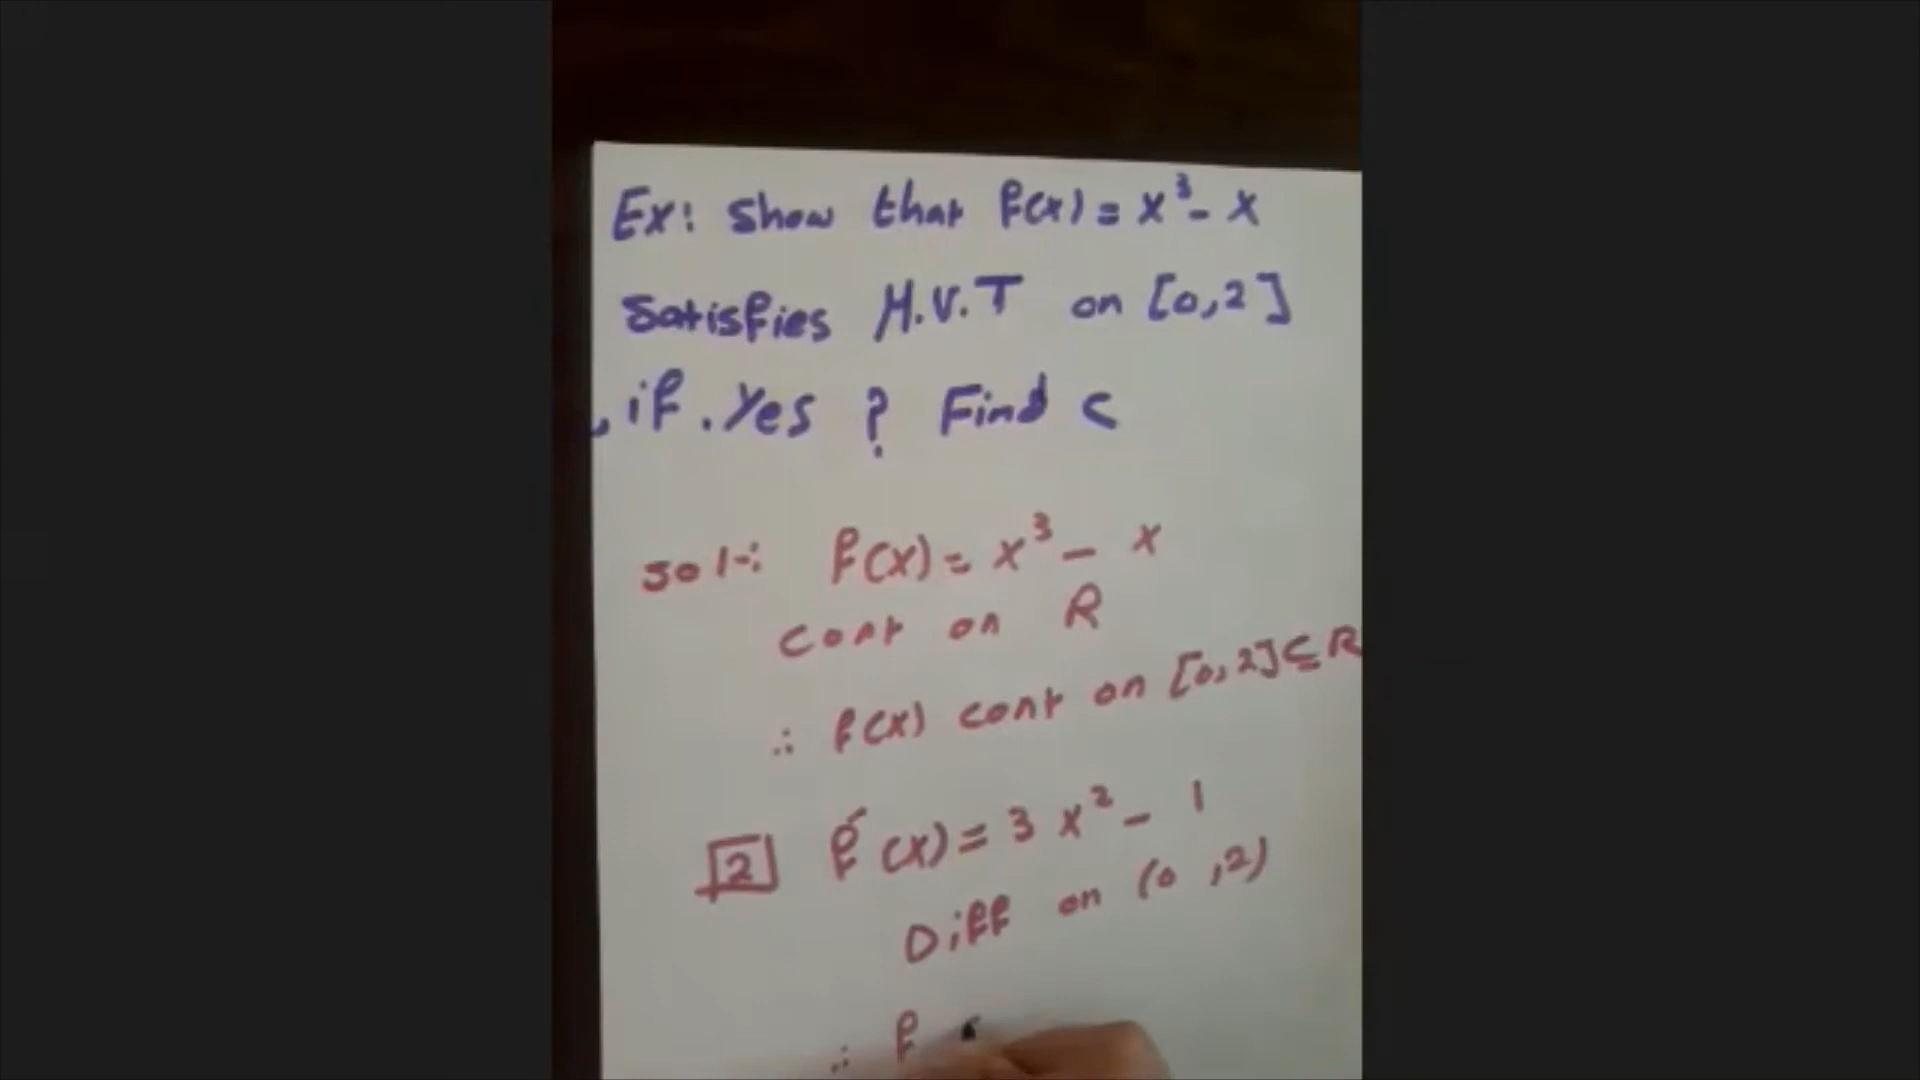 Ex: Show that f(x) = x³ - x
Satisfies M.V.T on [0,2]
, if . Yes ? Find c
sol-: f(x) = x³ - x
cont on R
∴ f(x) cont on [0,2] ⊆ R
2 f́(x) = 3x² - 1
Diff on (0,2)
∴ f